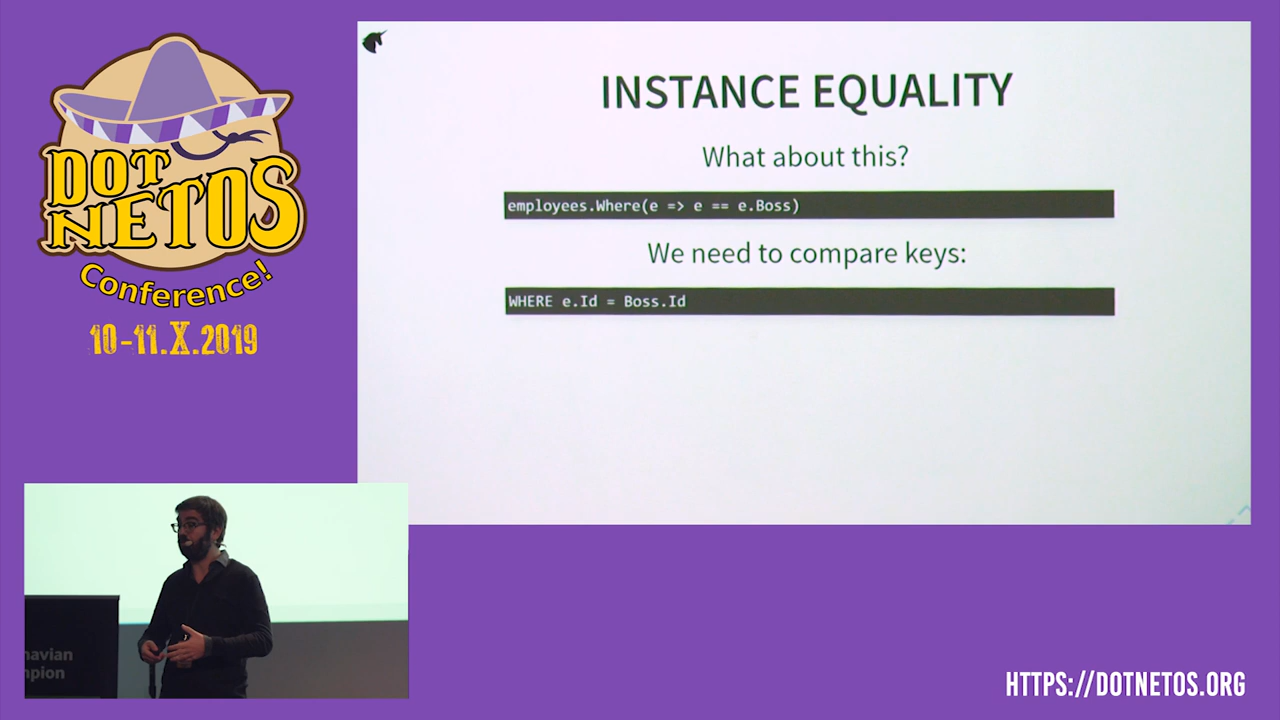 DOT
NETOS
Conference!
10-11.X.2019
INSTANCE EQUALITY
What about this?
employees.Where(e => e == e.Boss)
We need to compare keys:
WHERE e.Id = Boss.Id
HTTPS://DOTNETOS.ORG